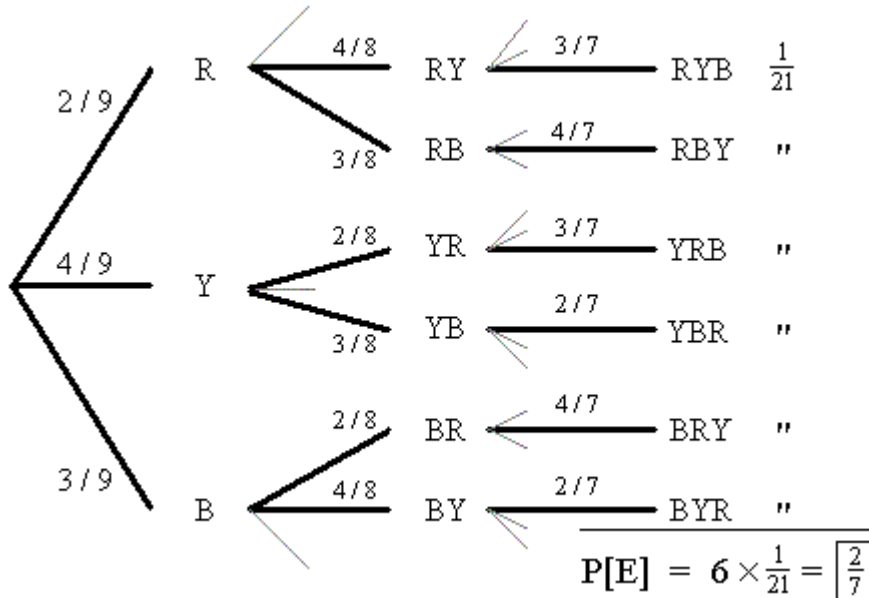 4/8 3/7
R RY RYB 1/21
2/9
3/8 4/7
RB RBY "
2/8 3/7
4/9 YR YRB "
Y
3/8 2/7
YB YBR "
2/8 4/7
BR BRY "
3/9 4/8 2/7
B BY BYR "
P[E] = 6 × 1/21 = 2/7